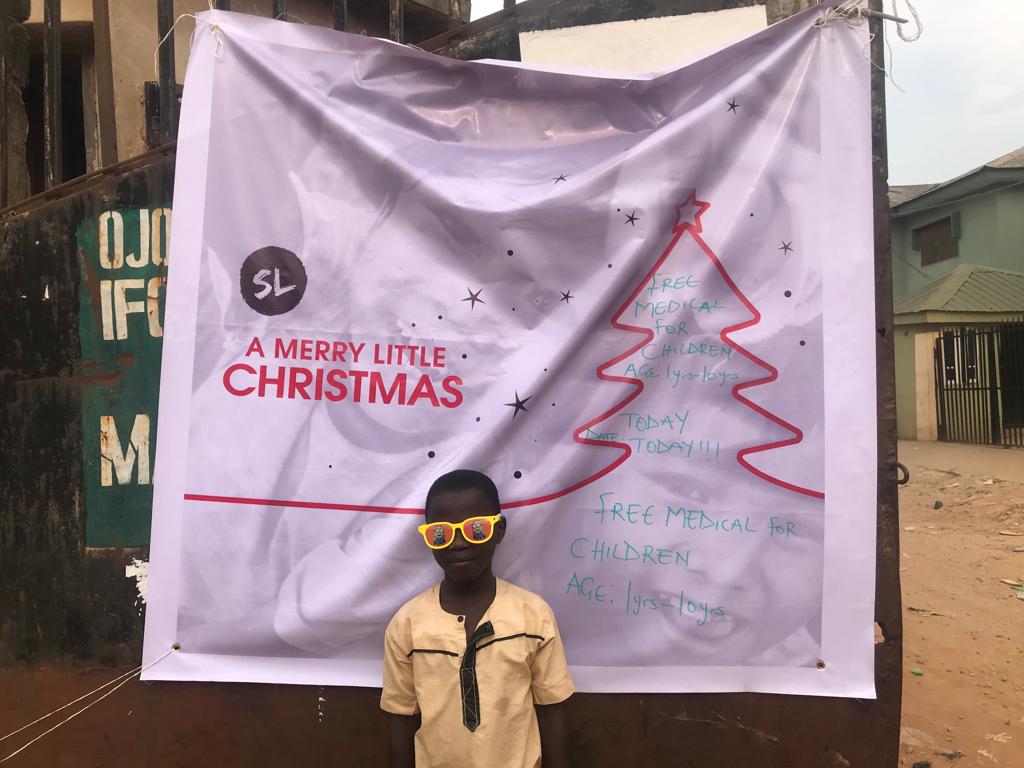 OJO
IFO
M
SL
A MERRY LITTLE
CHRISTMAS
FREE
MEDICAL
FOR
CHILDREN
AGE: 1yrs-10yrs
TODAY
DATE: TODAY!!!
FREE MEDICAL FOR
CHILDREN
AGE: 1yrs-10yrs